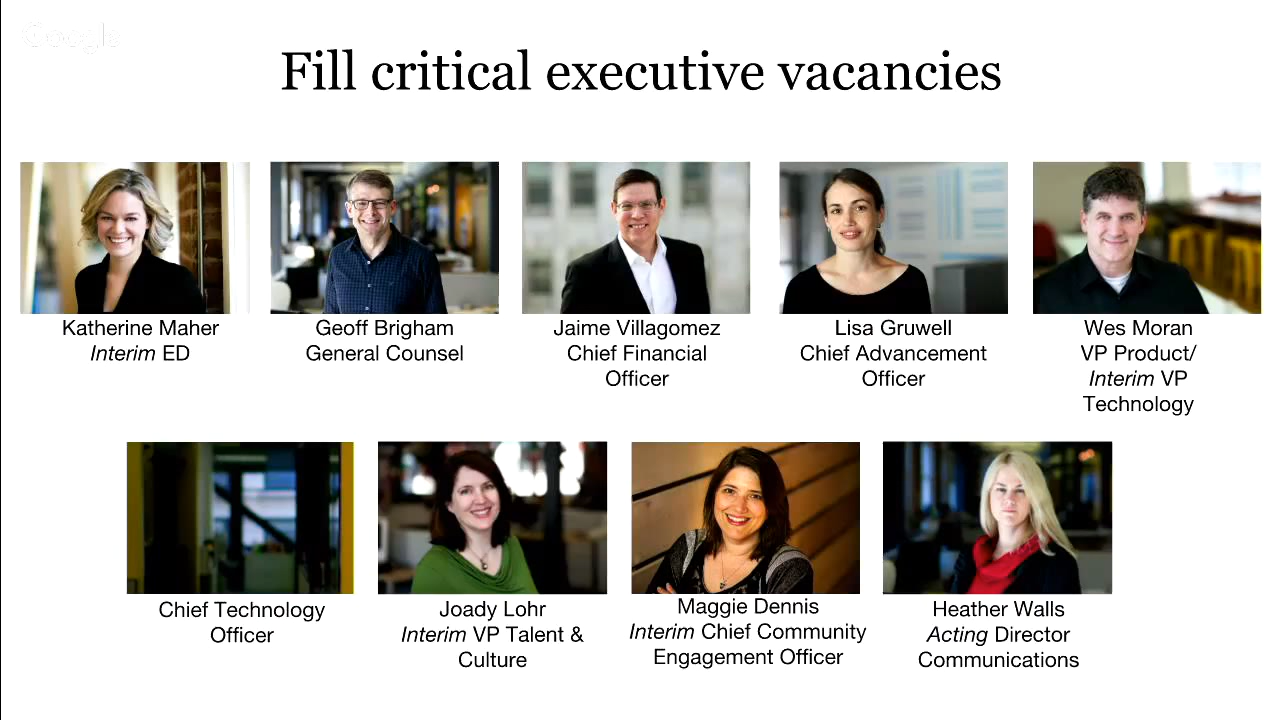 Google
Fill critical executive vacancies
Katherine Maher
Interim ED
Geoff Brigham
General Counsel
Jaime Villagomez
Chief Financial
Officer
Lisa Gruwell
Chief Advancement
Officer
Wes Moran
VP Product/
Interim VP
Technology
Chief Technology
Officer
Joady Lohr
Interim VP Talent &
Culture
Maggie Dennis
Interim Chief Community
Engagement Officer
Heather Walls
Acting Director
Communications